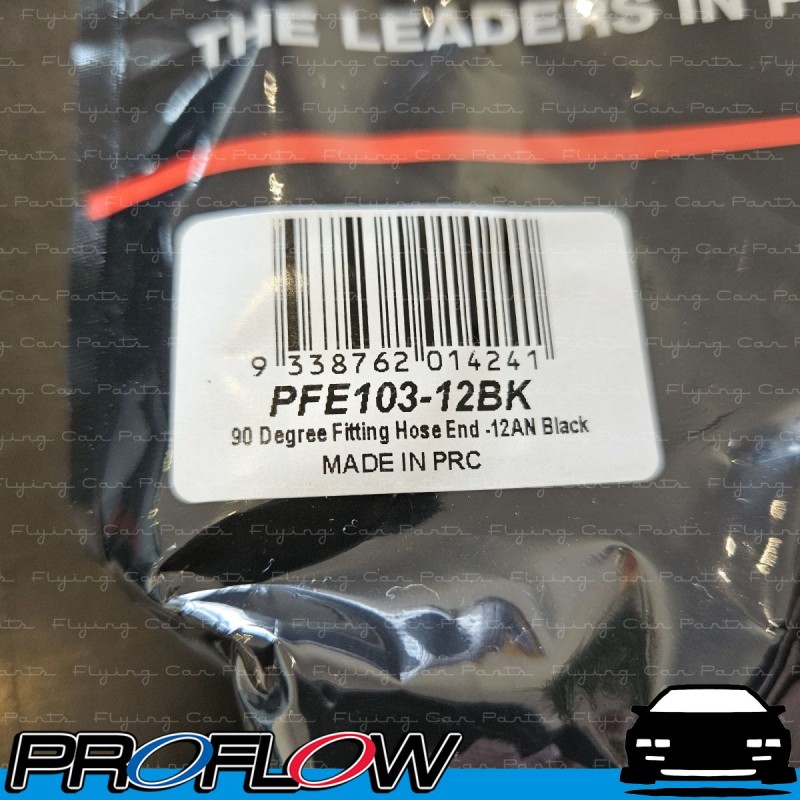 THE LEADERS IN
9 338762 014241
PFE103-12BK
90 Degree Fitting Hose End -12AN Black
MADE IN PRC
PROFLOW
Flying Car Parts